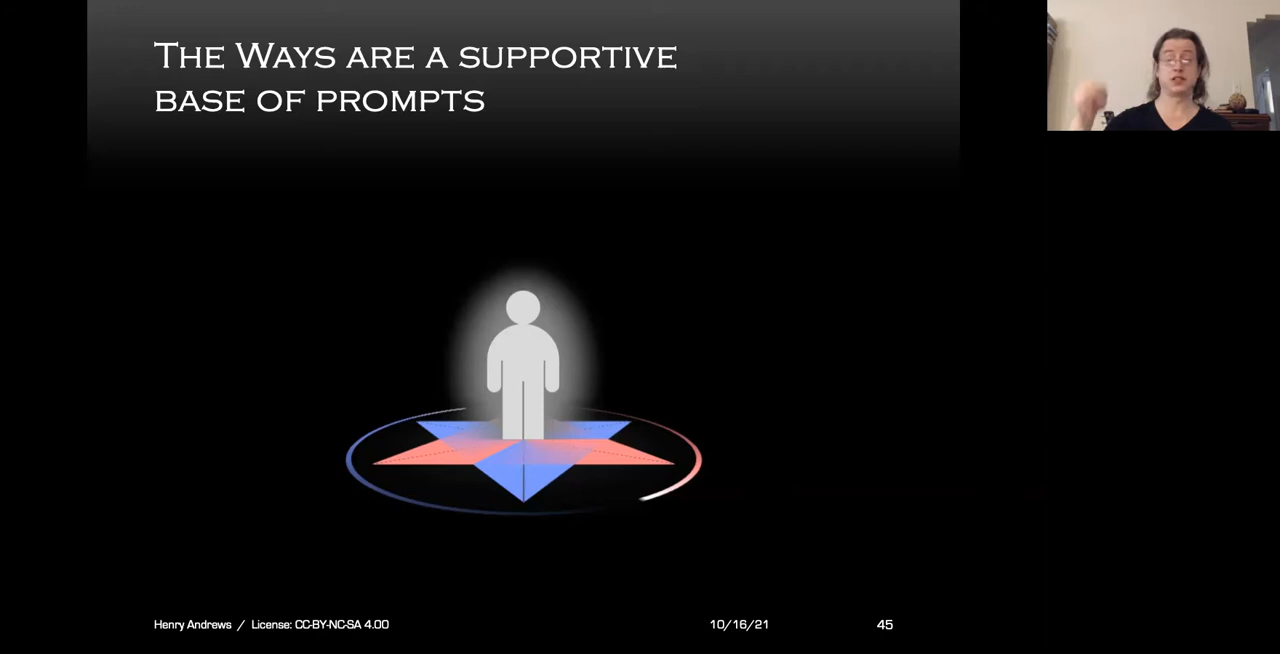 The Ways are a supportive
base of prompts
Henry Andrews / License: CC-BY-NC-SA 4.00
10/16/21
45